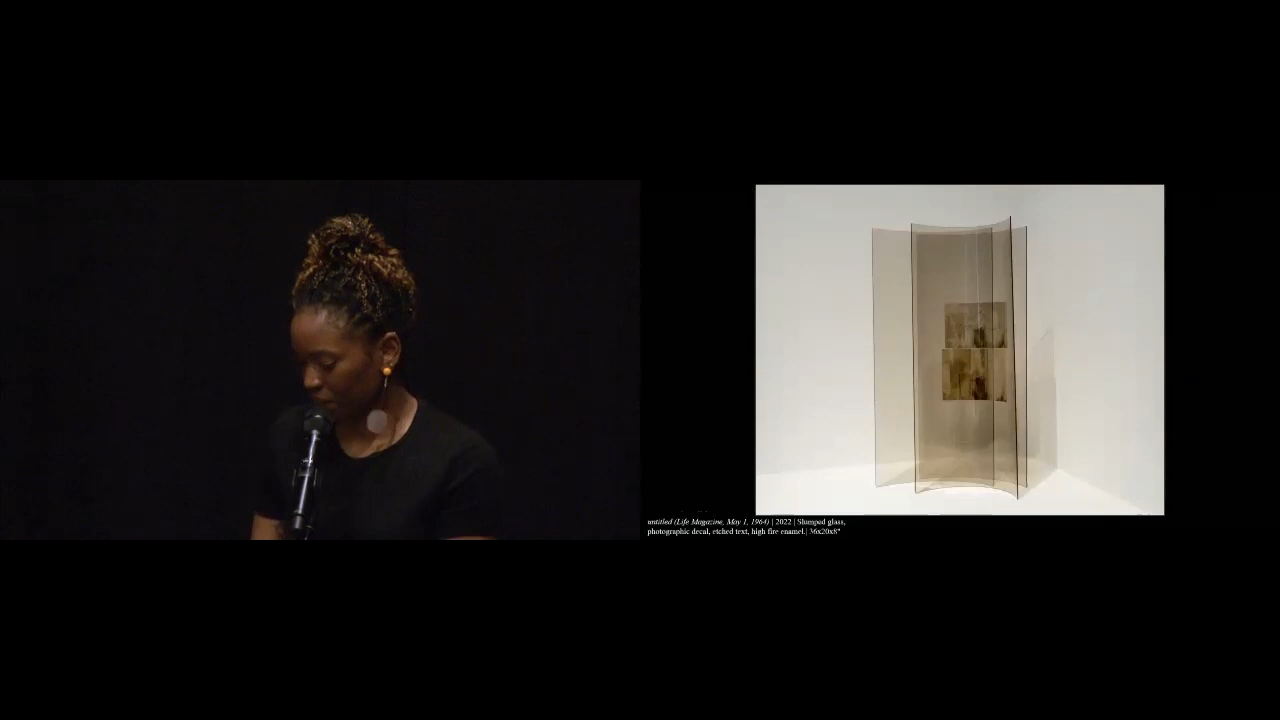 untitled (Life Magazine, May 1, 1964) | 2022 | Slumped glass,
photographic decal, etched text, high fire enamel.| 36x20x8"